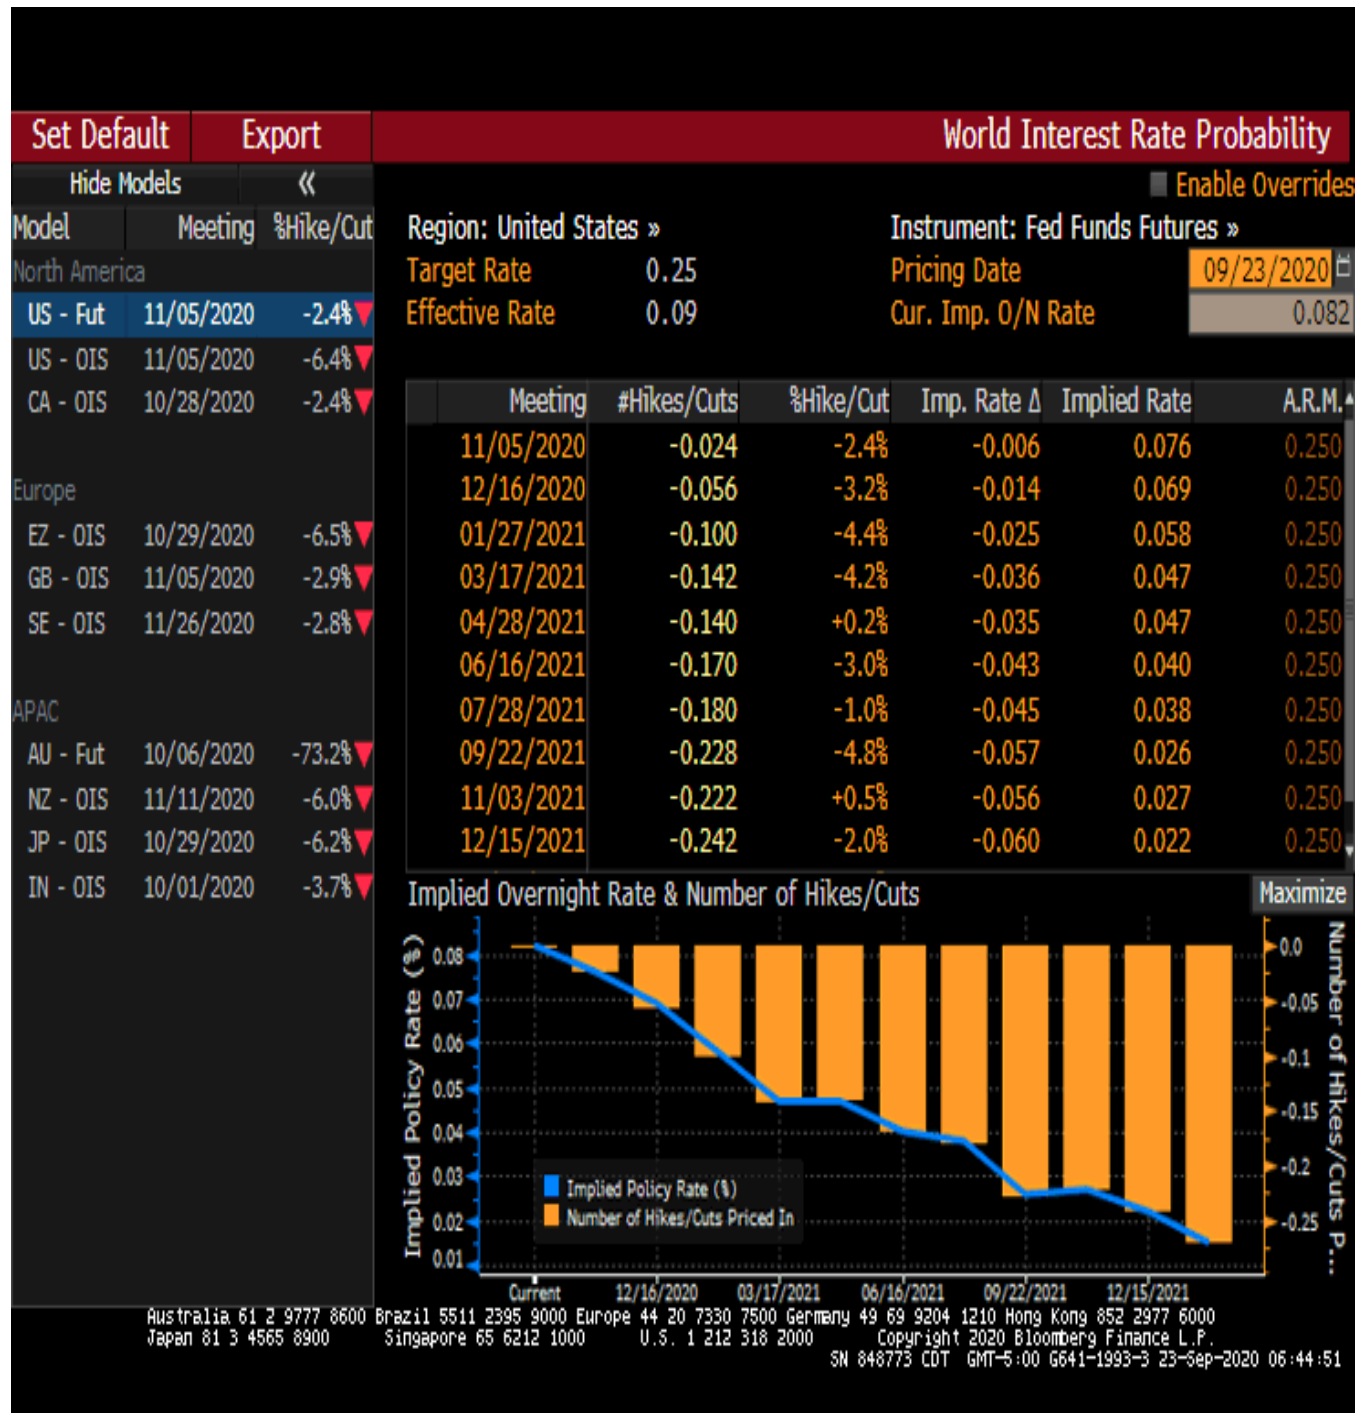 Set Default Export World Interest Rate Probability
Hide Models « Enable Overrides
Model Meeting %Hike/Cut
North America
US - Fut 11/05/2020 -2.4%
US - OIS 11/05/2020 -6.4%
CA - OIS 10/28/2020 -2.4%
Europe
EZ - OIS 10/29/2020 -6.5%
GB - OIS 11/05/2020 -2.9%
SE - OIS 11/26/2020 -2.8%
APAC
AU - Fut 10/06/2020 -73.2%
NZ - OIS 11/11/2020 -6.0%
JP - OIS 10/29/2020 -6.2%
IN - OIS 10/01/2020 -3.7%
Region: United States » Instrument: Fed Funds Futures »
Target Rate 0.25 Pricing Date 09/23/2020
Effective Rate 0.09 Cur. Imp. O/N Rate 0.082
Meeting #Hikes/Cuts %Hike/Cut Imp. Rate Δ Implied Rate A.R.M.
11/05/2020 -0.024 -2.4% -0.006 0.076 0.250
12/16/2020 -0.056 -3.2% -0.014 0.069 0.250
01/27/2021 -0.100 -4.4% -0.025 0.058 0.250
03/17/2021 -0.142 -4.2% -0.036 0.047 0.250
04/28/2021 -0.140 +0.2% -0.035 0.047 0.250
06/16/2021 -0.170 -3.0% -0.043 0.040 0.250
07/28/2021 -0.180 -1.0% -0.045 0.038 0.250
09/22/2021 -0.228 -4.8% -0.057 0.026 0.250
11/03/2021 -0.222 +0.5% -0.056 0.027 0.250
12/15/2021 -0.242 -2.0% -0.060 0.022 0.250
Implied Overnight Rate & Number of Hikes/Cuts Maximize
Implied Policy Rate (%)
0.08
0.07
0.06
0.05
0.04
0.03
0.02
0.01
Implied Policy Rate (%)
Number of Hikes/Cuts Priced In
0.0
-0.05
-0.1
-0.15
-0.2
-0.25
Number of Hikes/Cuts P...
Current 12/16/2020 03/17/2021 06/16/2021 09/22/2021 12/15/2021
Australia 61 2 9777 8600 Brazil 5511 2395 9000 Europe 44 20 7330 7500 Germany 49 69 9204 1210 Hong Kong 852 2977 6000
Japan 81 3 4565 8900 Singapore 65 6212 1000 U.S. 1 212 318 2000 Copyright 2020 Bloomberg Finance L.P.
SN 848773 CDT GMT-5:00 G641-1993-3 23-Sep-2020 06:44:51